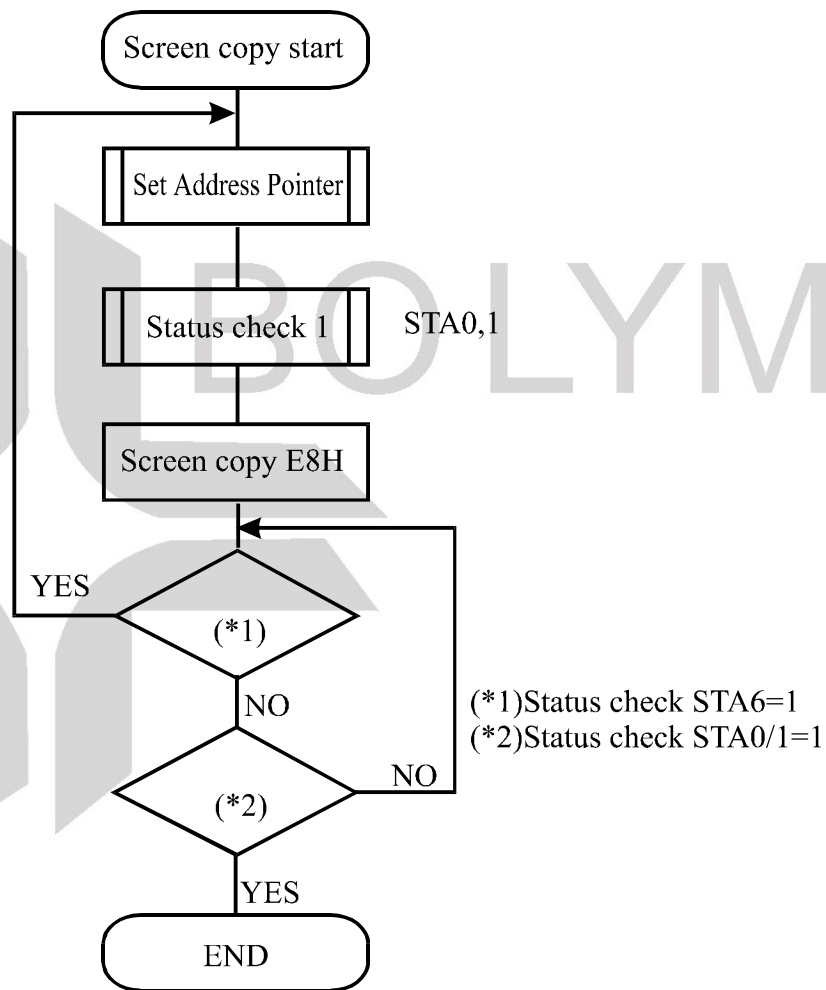 Screen copy start
Set Address Pointer
Status check 1
STA0,1
BOLYM
Screen copy E8H
YES
(*1)
NO
(*1)Status check STA6=1
(*2)Status check STA0/1=1
NO
(*2)
YES
END